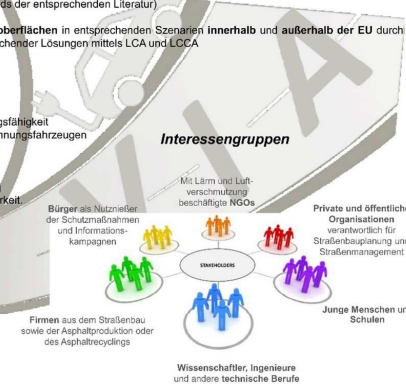 ds der entsprechenden Literatur)
oberflächen in entsprechenden Szenarien innerhalb und außerhalb der EU durch
chender Lösungen mittels LCA und LCCA
gsfähigkeit
nnungsfahrzeugen
rkeit.
Interessengruppen
Mit Lärm und Luft-
verschmutzung
beschäftigte NGOs
Bürger als Nutznießer
der Schutzmaßnahmen
und Informations-
kampagnen
Private und öffentliche
Organisationen
verantwortlich für
Straßenbauplanung und
Straßenmanagement
STAKEHOLDERS
Firmen aus dem Straßenbau
sowie der Asphaltproduktion oder
des Asphaltrecyclings
Junge Menschen un
Schulen
Wissenschaftler, Ingenieure
und andere technische Berufe
VIA